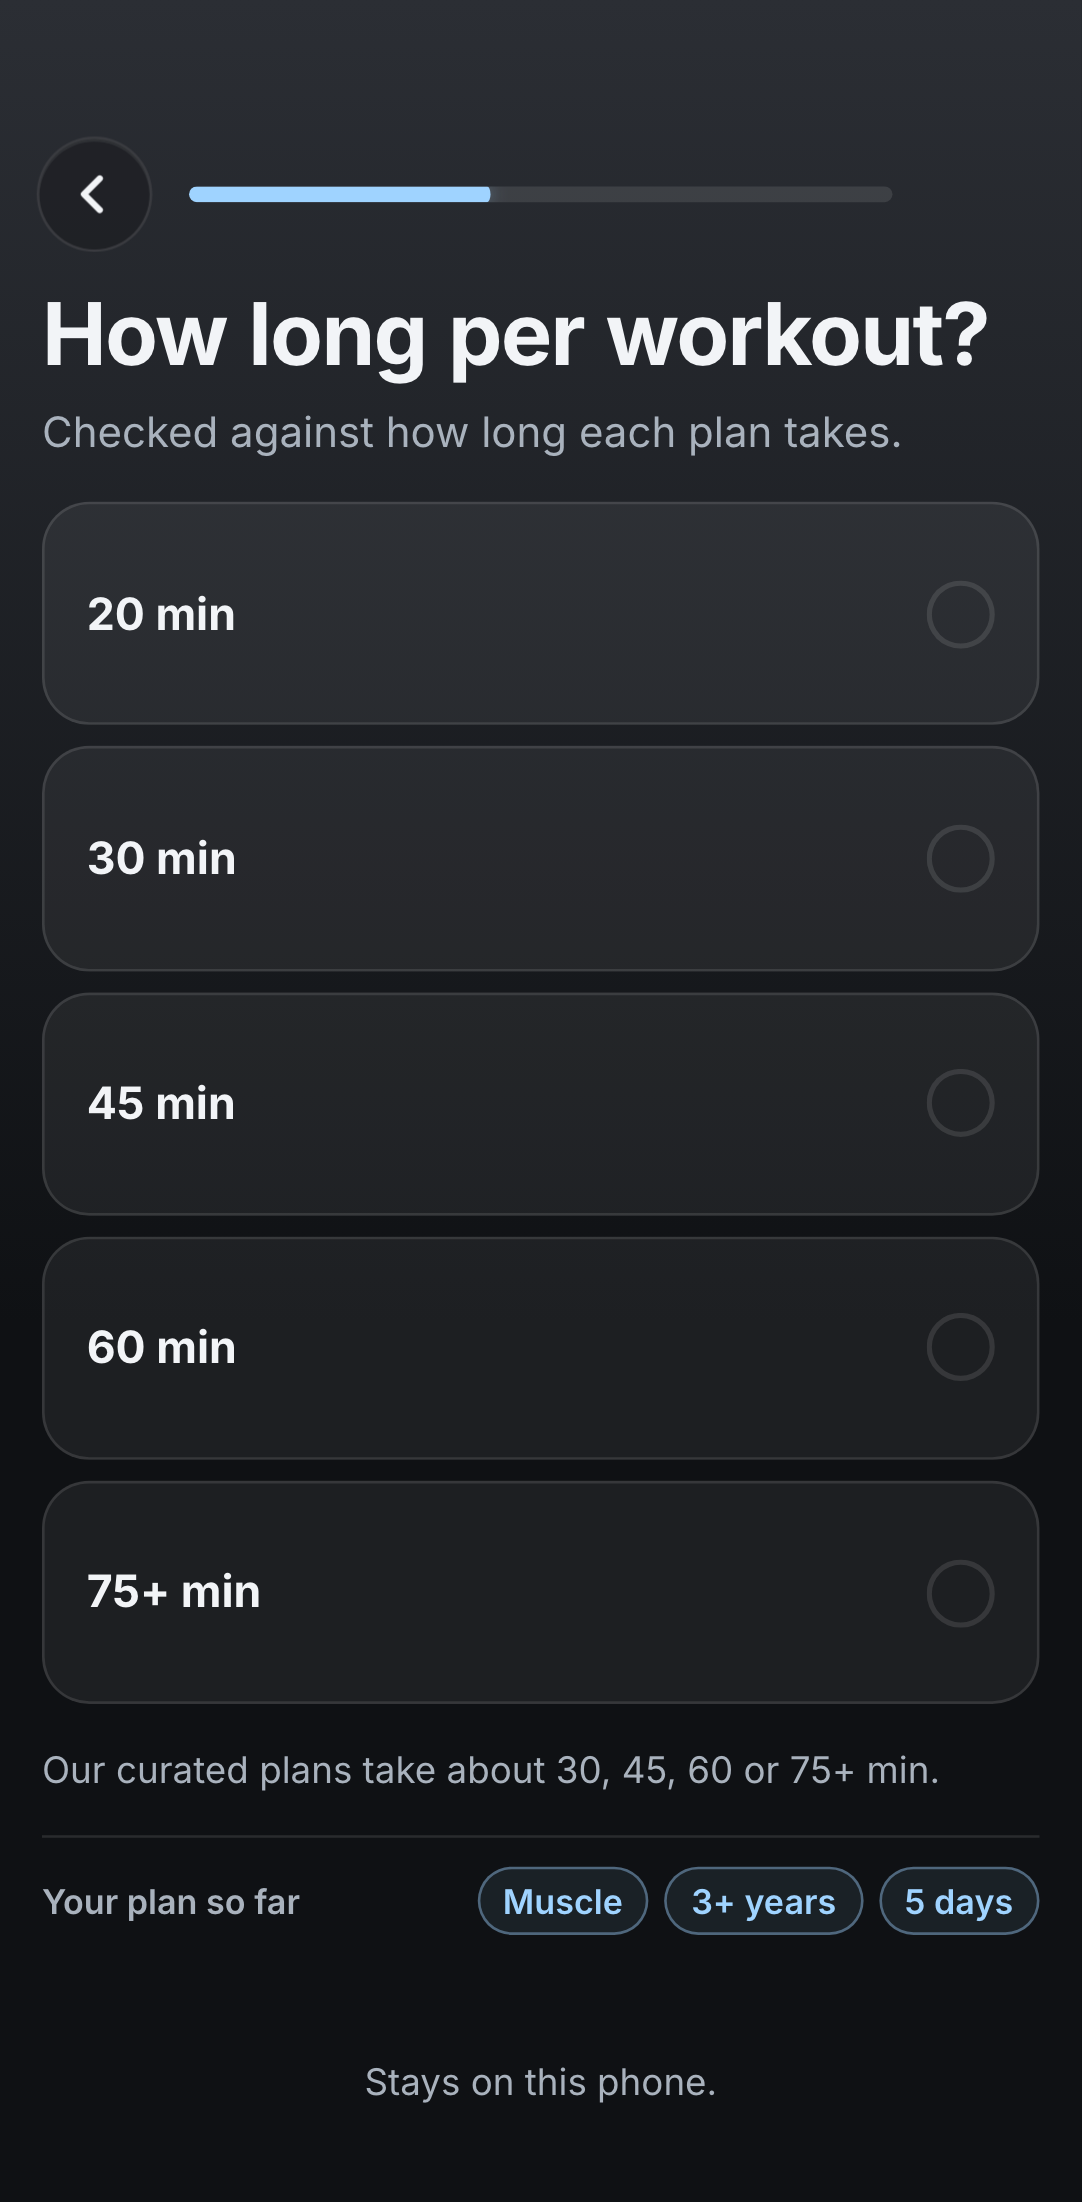 How long per workout?
Checked against how long each plan takes.
20 min
30 min
45 min
60 min
75+ min
Our curated plans take about 30, 45, 60 or 75+ min.
Your plan so far Muscle 3+ years 5 days
Stays on this phone.